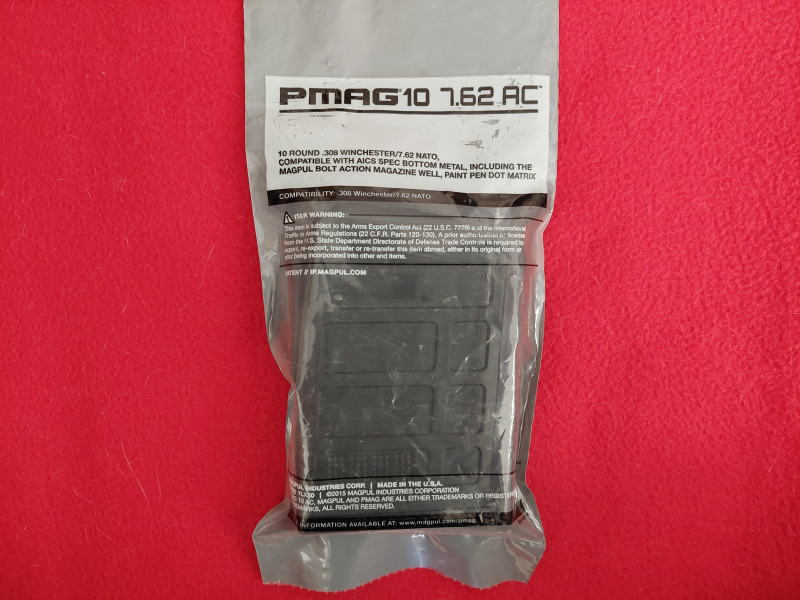 PMAG®10 7.62 AC™
10 ROUND .308 WINCHESTER/7.62 NATO,
COMPATIBLE WITH AICS SPEC BOTTOM METAL, INCLUDING THE
MAGPUL BOLT ACTION MAGAZINE WELL, PAINT PEN DOT MATRIX
COMPATIBILITY: .308 Winchester/7.62 NATO
ITAR WARNING:
This item is subject to the Arms Export Control Act (22 U.S.C. 2778) and the International
Traffic in Arms Regulations (22 C.F.R. Parts 120-130). A prior authorization or license
from the U.S. State Department Directorate of Defense Trade Controls is required to
export, re-export, transfer or re-transfer this item abroad, either in its original form or
after being incorporated into other end items.
PATENT // IP.MAGPUL.COM
MAGPUL INDUSTRIES CORP. | MADE IN THE U.S.A.
| ©2015 MAGPUL INDUSTRIES CORPORATION
10 AC, MAGPUL AND PMAG ARE ALL EITHER TRADEMARKS OR REGISTER
MARKS, ALL RIGHTS RESERVED.
INFORMATION AVAILABLE AT: www.magpul.com/pmag